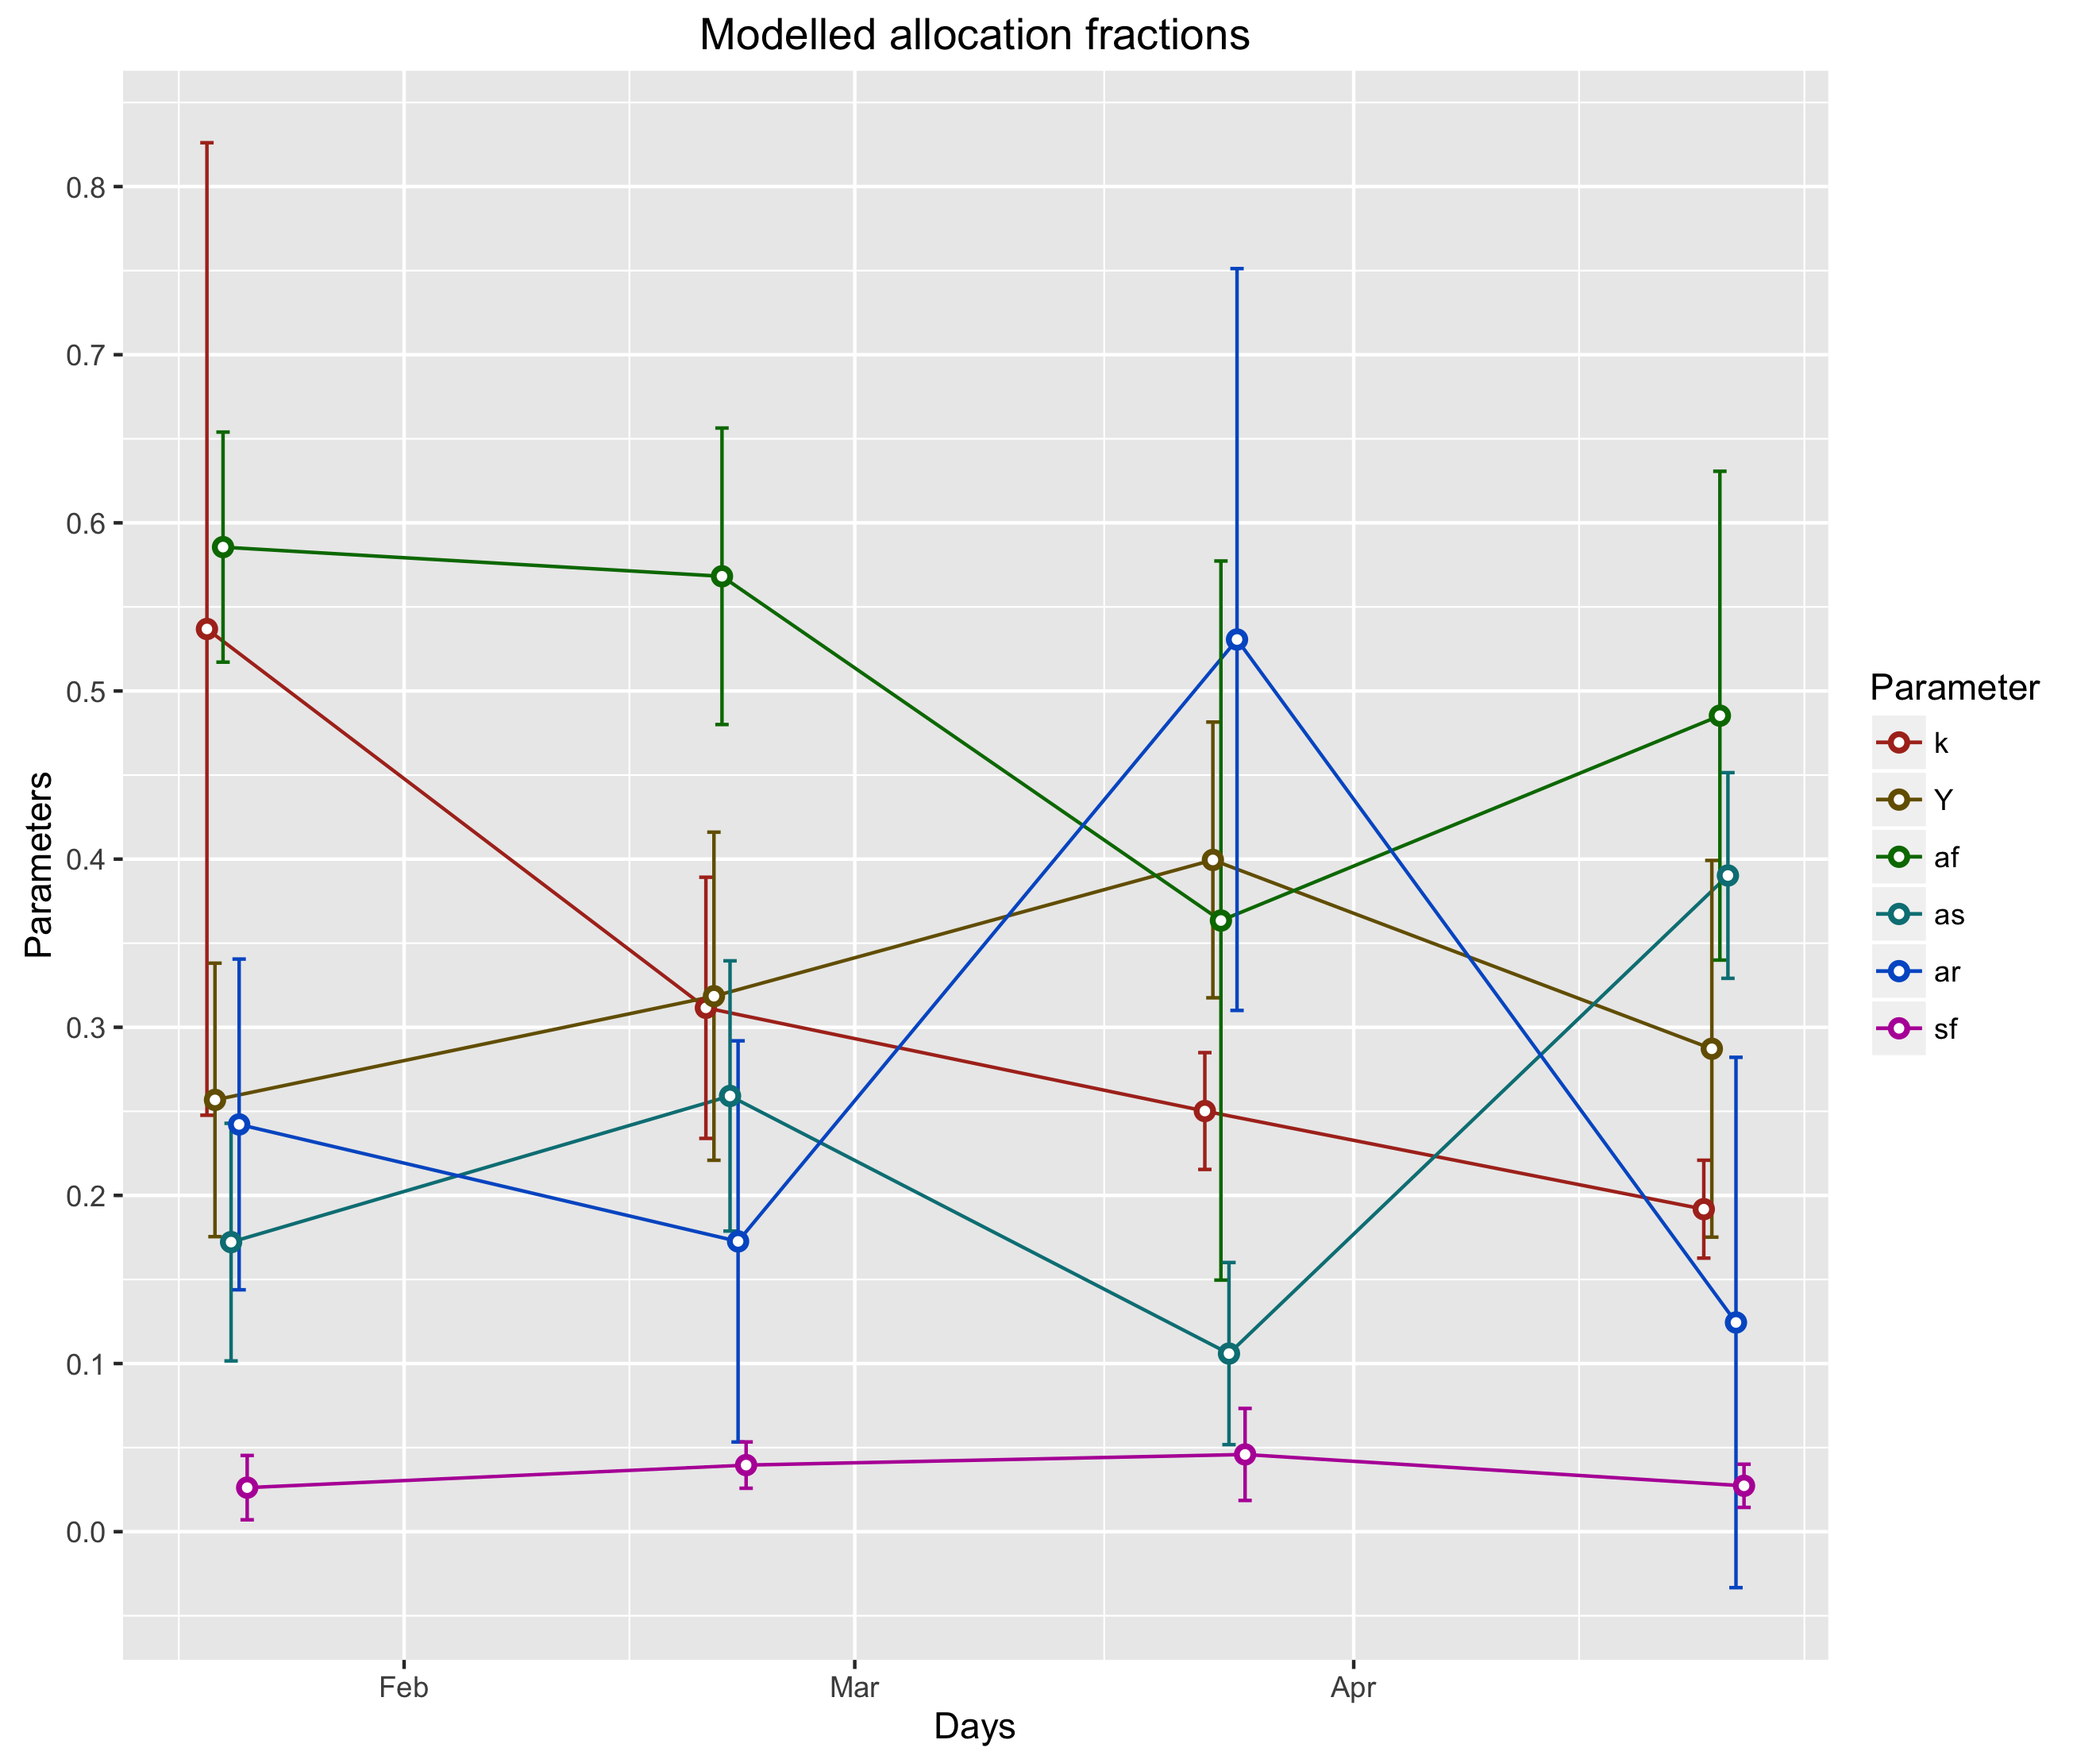 Modelled allocation fractions
Parameters
0.8
0.7
0.6
0.5
0.4
0.3
0.2
0.1
0.0
Feb Mar Apr
Days
Parameter
k
Y
af
as
ar
sf